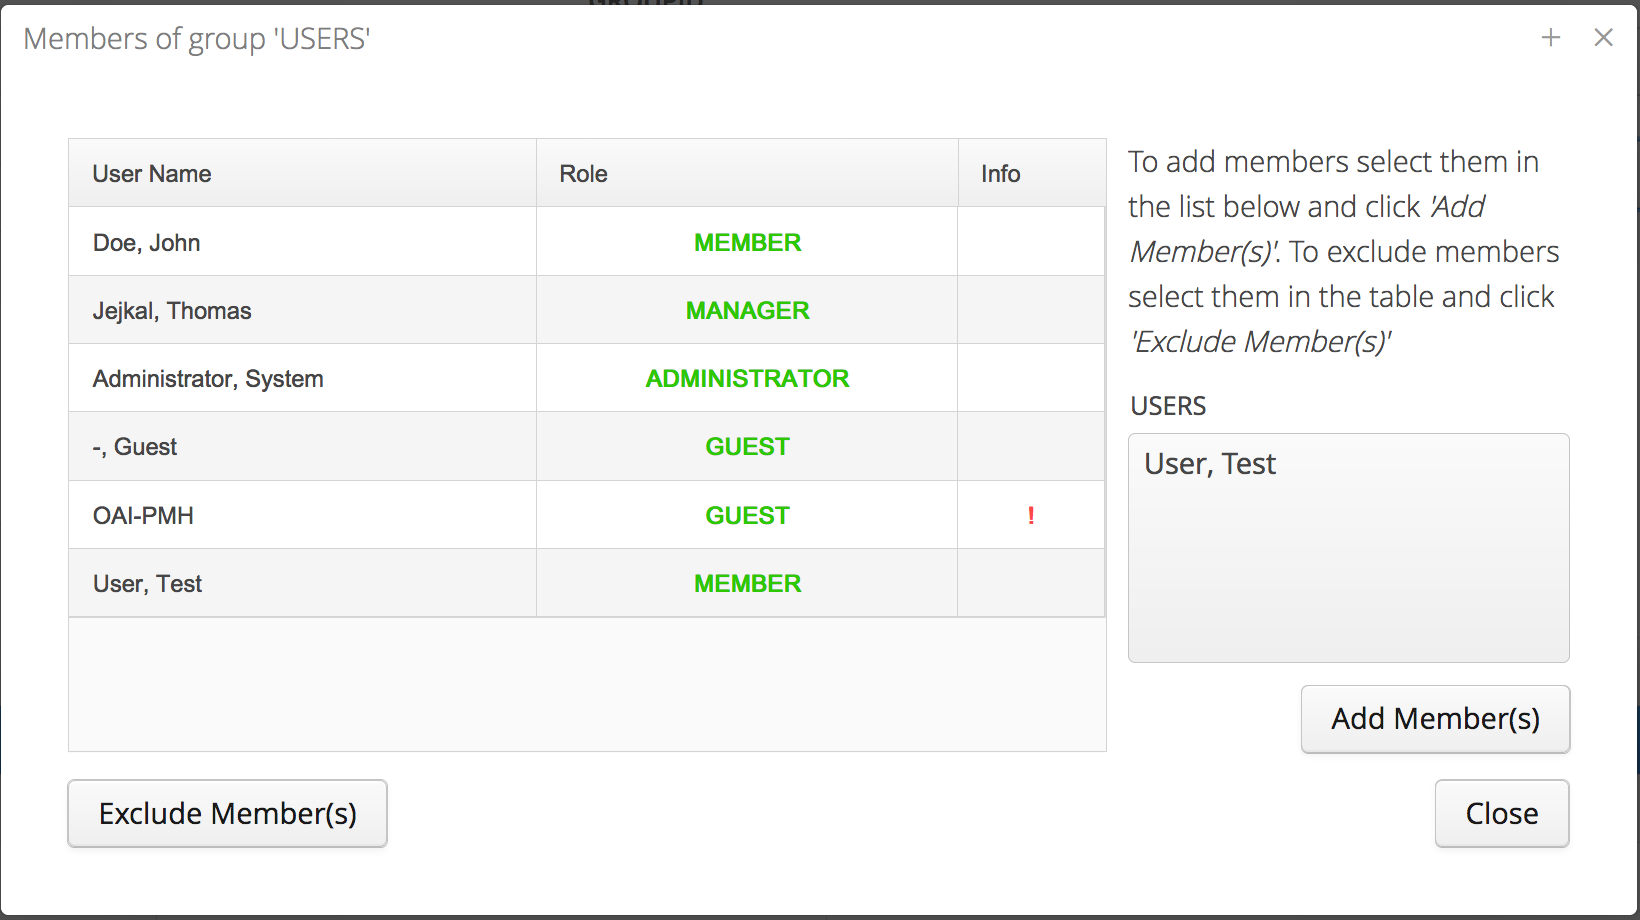 Members of group 'USERS'
User Name Role Info
Doe, John MEMBER
Jejkal, Thomas MANAGER
Administrator, System ADMINISTRATOR
-, Guest GUEST
OAI-PMH GUEST !
User, Test MEMBER
Exclude Member(s)
To add members select them in
the list below and click 'Add
Member(s)'. To exclude members
select them in the table and click
'Exclude Member(s)'
USERS
User, Test
Add Member(s)
Close